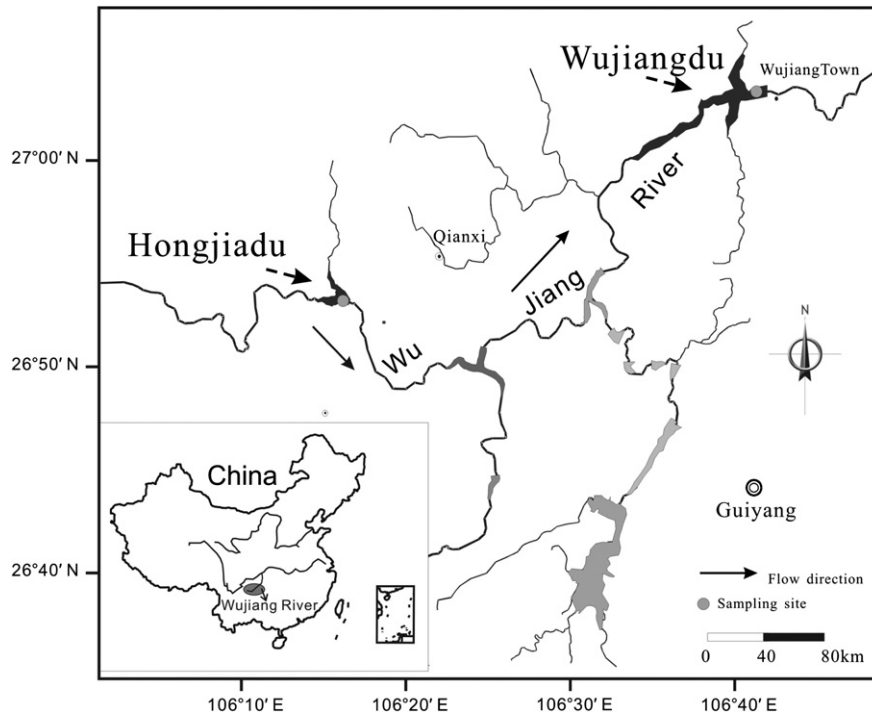 Wujiangdu
WujiangTown
27°00′ N
River
Qianxi
Hongjiadu
Jiang
Wu
26°50′ N
N
China
Guiyang
26°40′ N
Wujiang River
Flow direction
Sampling site
0 40 80km
106°10′ E 106°20′ E 106°30′ E 106°40′ E